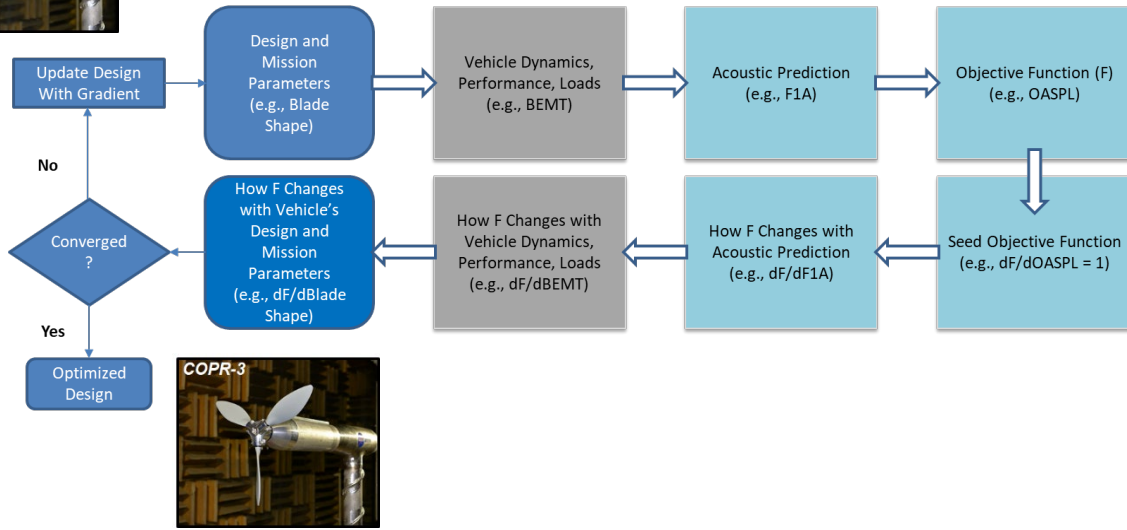 Update Design
With Gradient
Design and
Mission
Parameters
(e.g., Blade
Shape)
Vehicle Dynamics,
Performance, Loads
(e.g., BEMT)
Acoustic Prediction
(e.g., F1A)
Objective Function (F)
(e.g., OASPL)
No
Converged
?
How F Changes
with Vehicle's
Design and
Mission
Parameters
(e.g., dF/dBlade
Shape)
How F Changes with
Vehicle Dynamics,
Performance, Loads
(e.g., dF/dBEMT)
How F Changes with
Acoustic Prediction
(e.g., dF/dF1A)
Seed Objective Function
(e.g., dF/dOASPL = 1)
Yes
Optimized
Design
COPR-3